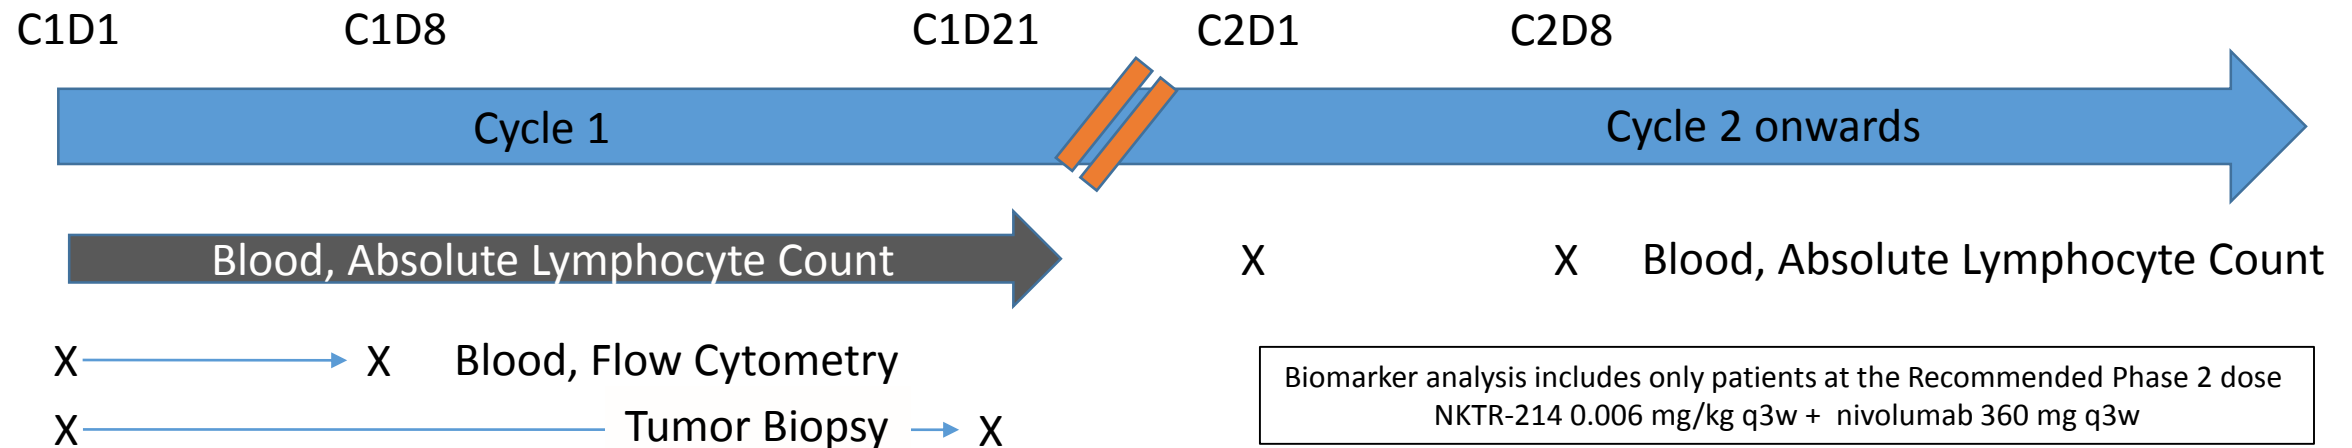 C1D1 C1D8 C1D21 C2D1 C2D8
Cycle 1 Cycle 2 onwards
Blood, Absolute Lymphocyte Count X X Blood, Absolute Lymphocyte Count
X X Blood, Flow Cytometry
X Tumor Biopsy X
Biomarker analysis includes only patients at the Recommended Phase 2 dose
NKTR-214 0.006 mg/kg q3w + nivolumab 360 mg q3w